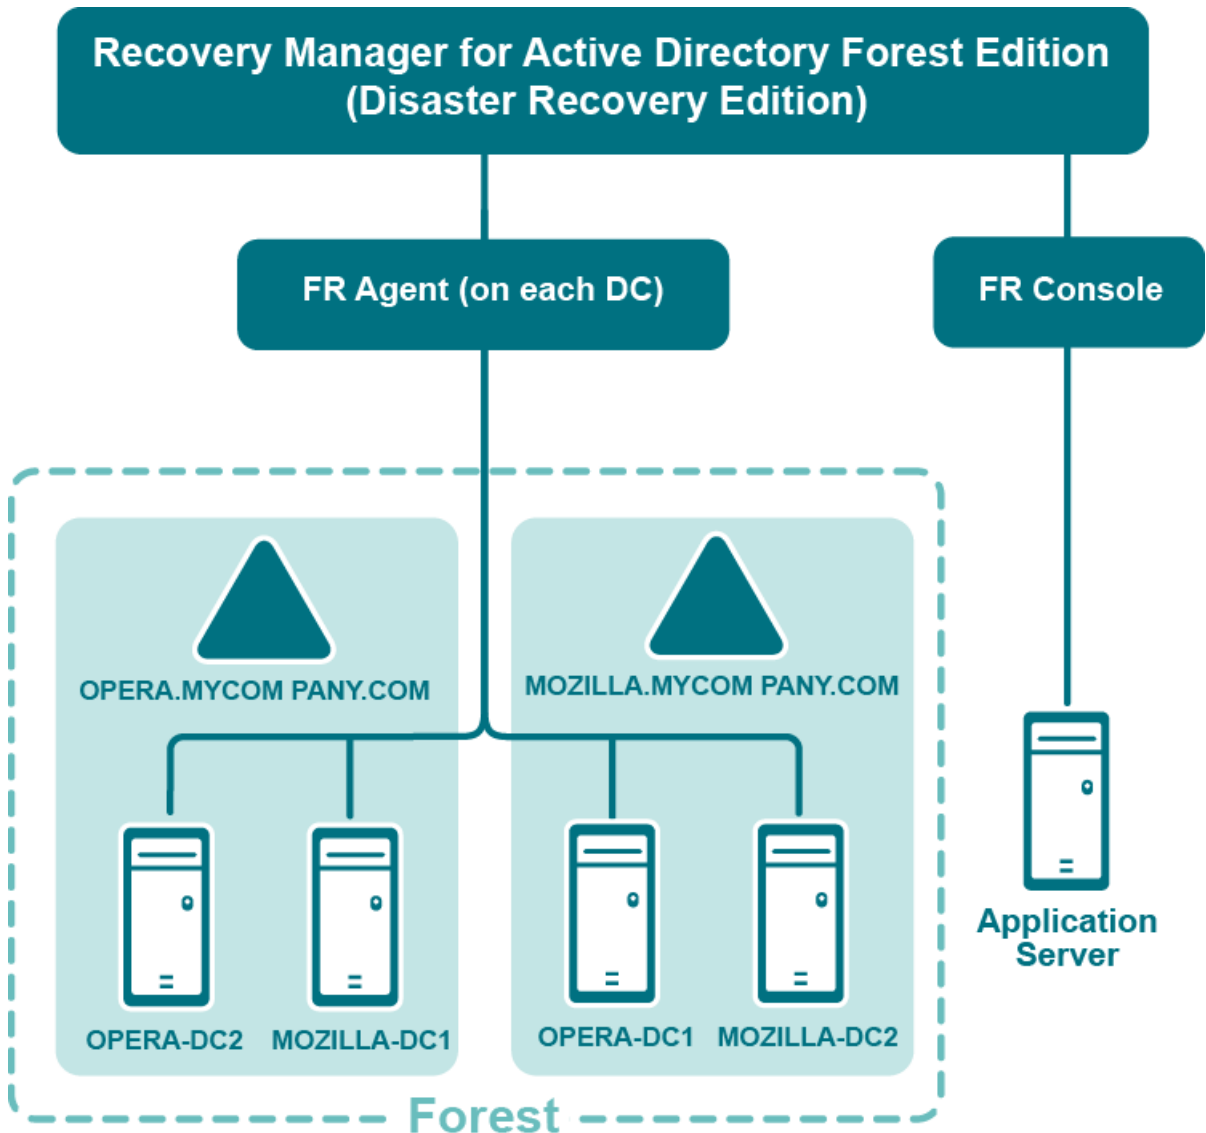 Recovery Manager for Active Directory Forest Edition
(Disaster Recovery Edition)
FR Agent (on each DC)
FR Console
OPERA.MYCOM PANY.COM
MOZILLA.MYCOM PANY.COM
OPERA-DC2
MOZILLA-DC1
OPERA-DC1
MOZILLA-DC2
Application
Server
Forest